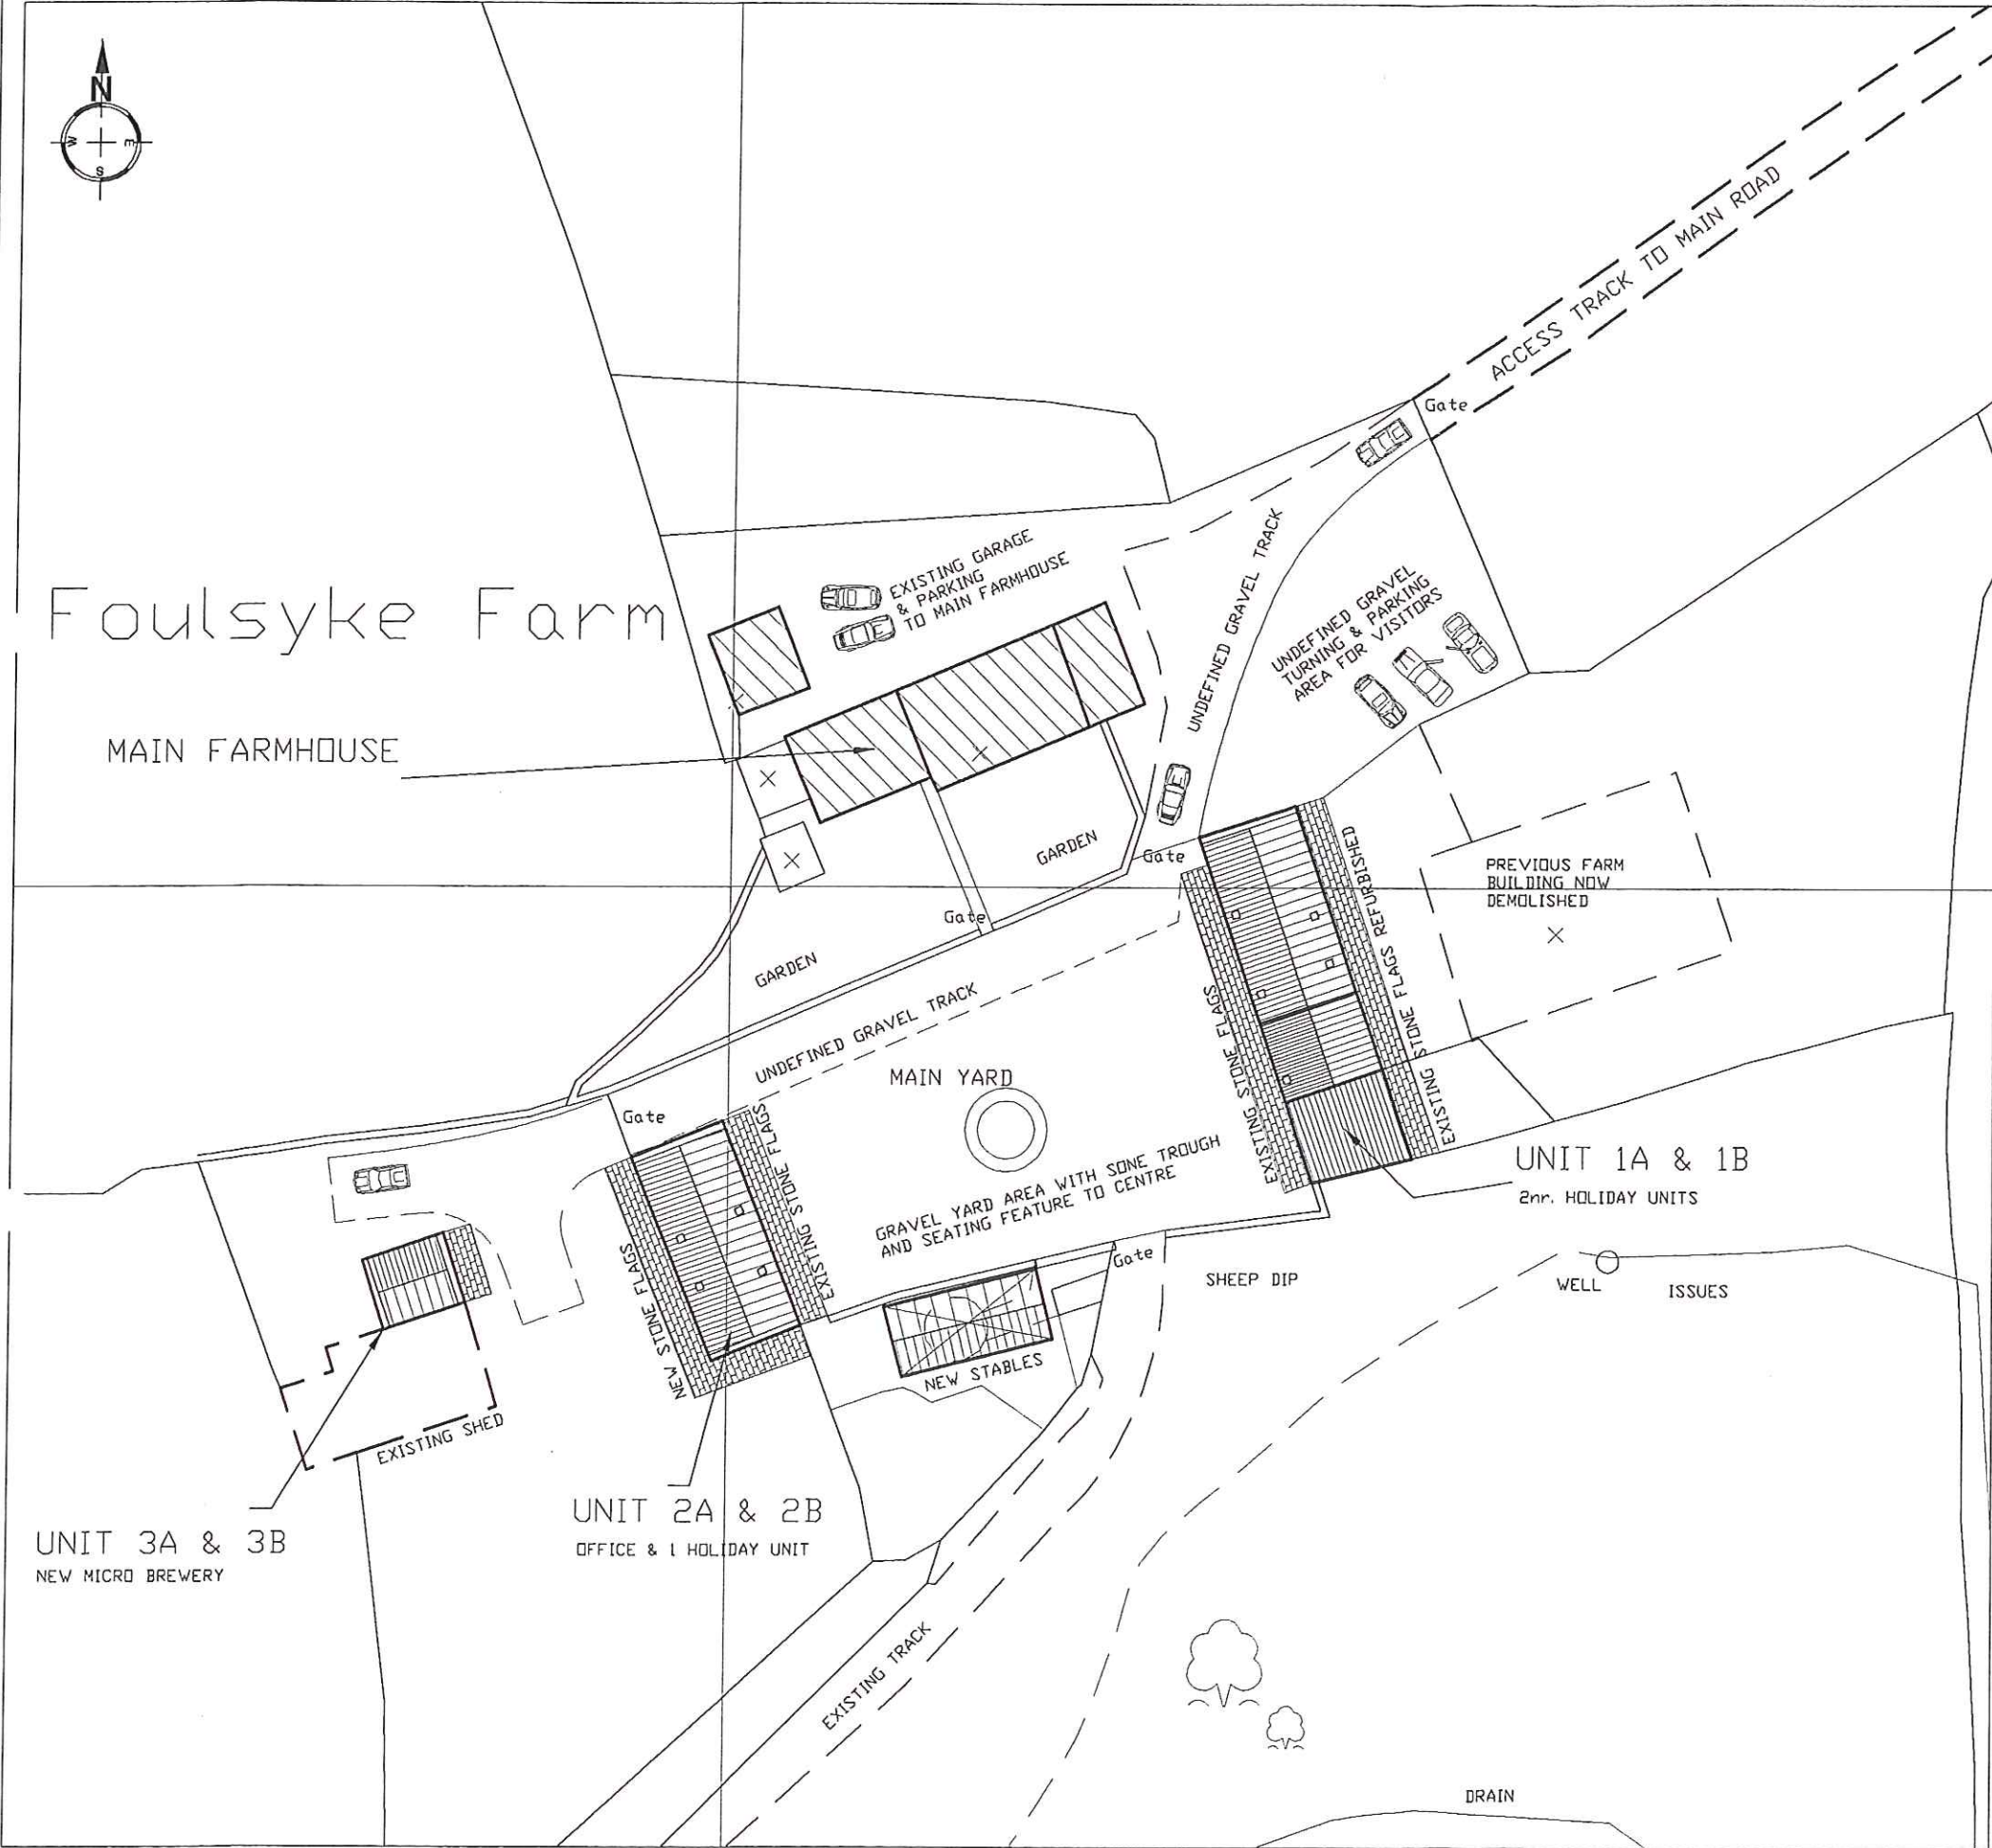 N
W
E
S
ACCESS TRACK TO MAIN ROAD
Gate
EXISTING GARAGE
& PARKING
TO MAIN FARMHOUSE
UNDEFINED GRAVEL TRACK
UNDEFINED GRAVEL
TURNING & PARKING
AREA FOR VISITORS
Foulsyke Farm
MAIN FARMHOUSE
GARDEN
Gate
EXISTING STONE FLAGS REFURBISHED
PREVIOUS FARM
BUILDING NOW
DEMOLISHED
Gate
GARDEN
UNDEFINED GRAVEL TRACK
MAIN YARD
EXISTING STONE FLAGS
EXISTING STONE FLAGS
EXISTING STONE FLAGS
Gate
GRAVEL YARD AREA WITH SONE TROUGH
AND SEATING FEATURE TO CENTRE
UNIT 1A & 1B
2nr. HOLIDAY UNITS
EXISTING STONE FLAGS
NEW STONE FLAGS
Gate
SHEEP DIP
WELL
ISSUES
NEW STABLES
EXISTING SHED
UNIT 2A & 2B
OFFICE & 1 HOLIDAY UNIT
UNIT 3A & 3B
NEW MICRO BREWERY
EXISTING TRACK
DRAIN